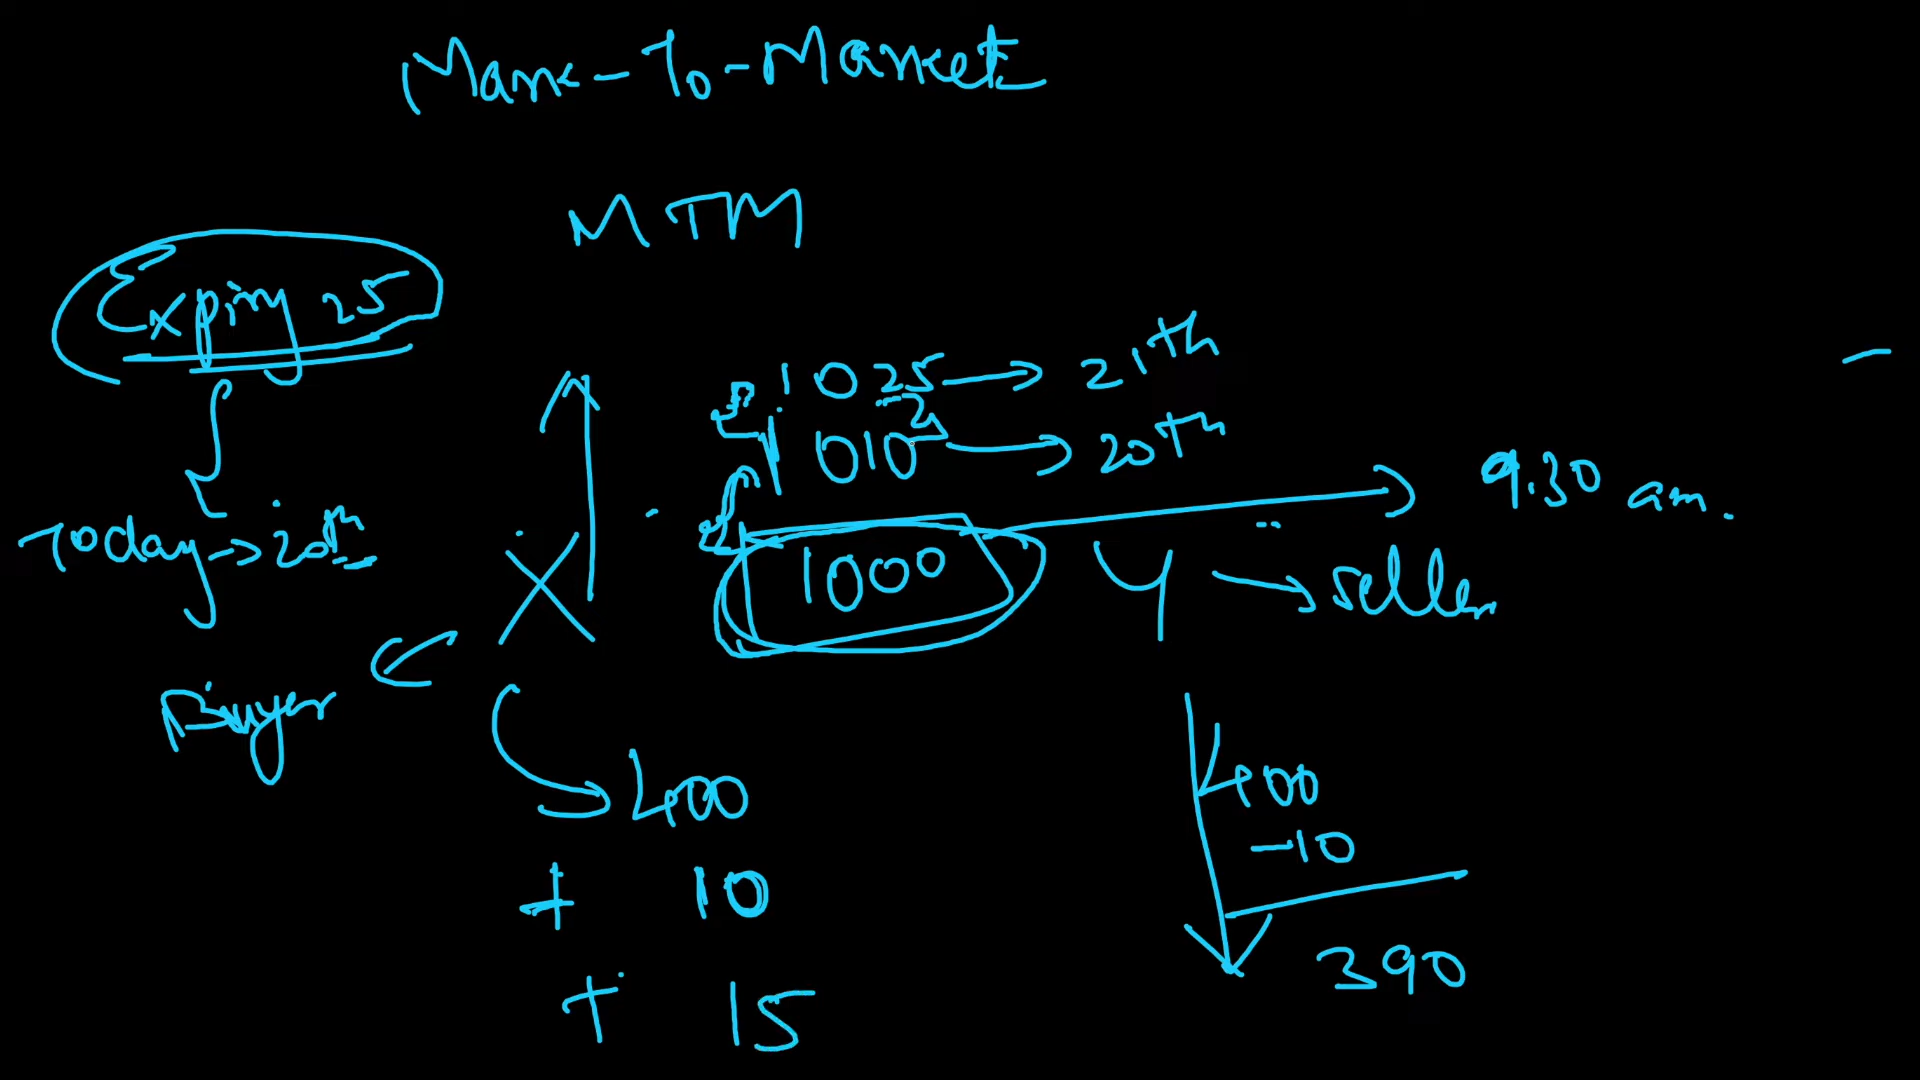 Mark-To-Market
MTM
Expiry 25
1025 → 21th
1010 → 20th
9.30 am.
Today → 20th
X
1000
Y → seller
Buyer
400
+ 10
+ 15
400
-10
390